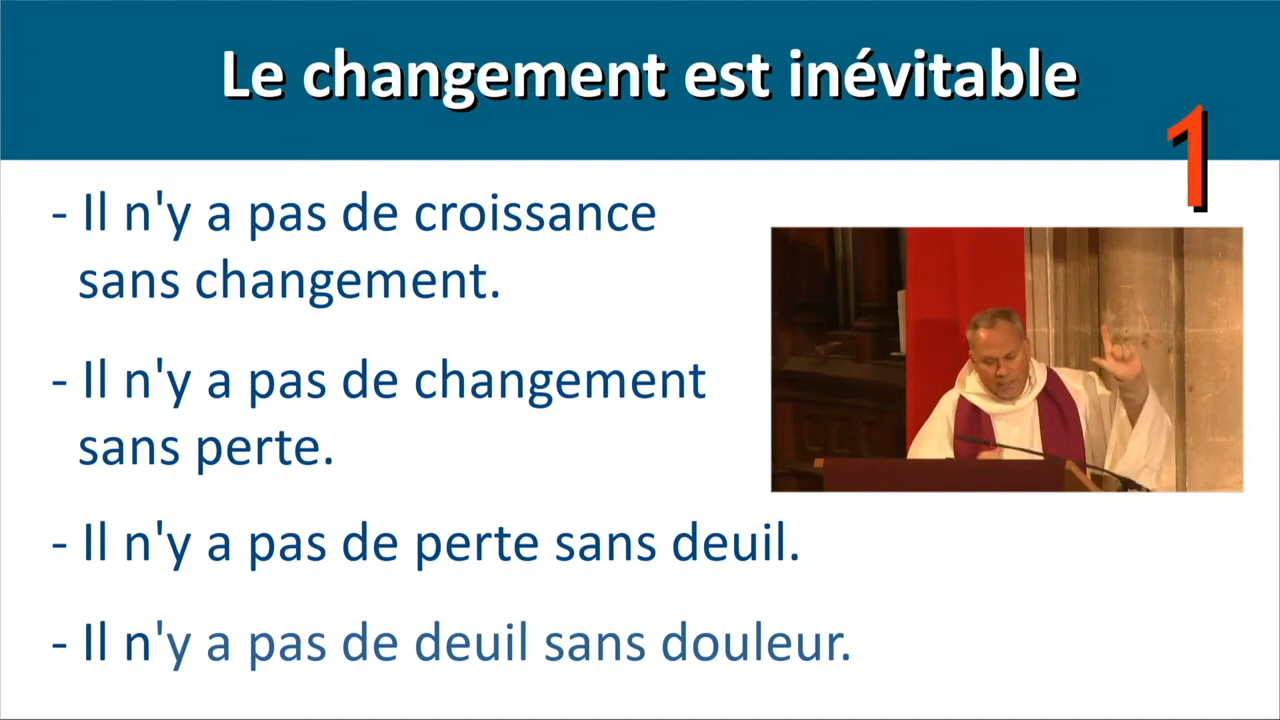 Le changement est inévitable
1
- Il n'y a pas de croissance
sans changement.
- Il n'y a pas de changement
sans perte.
- Il n'y a pas de perte sans deuil.
- Il n'y a pas de deuil sans douleur.